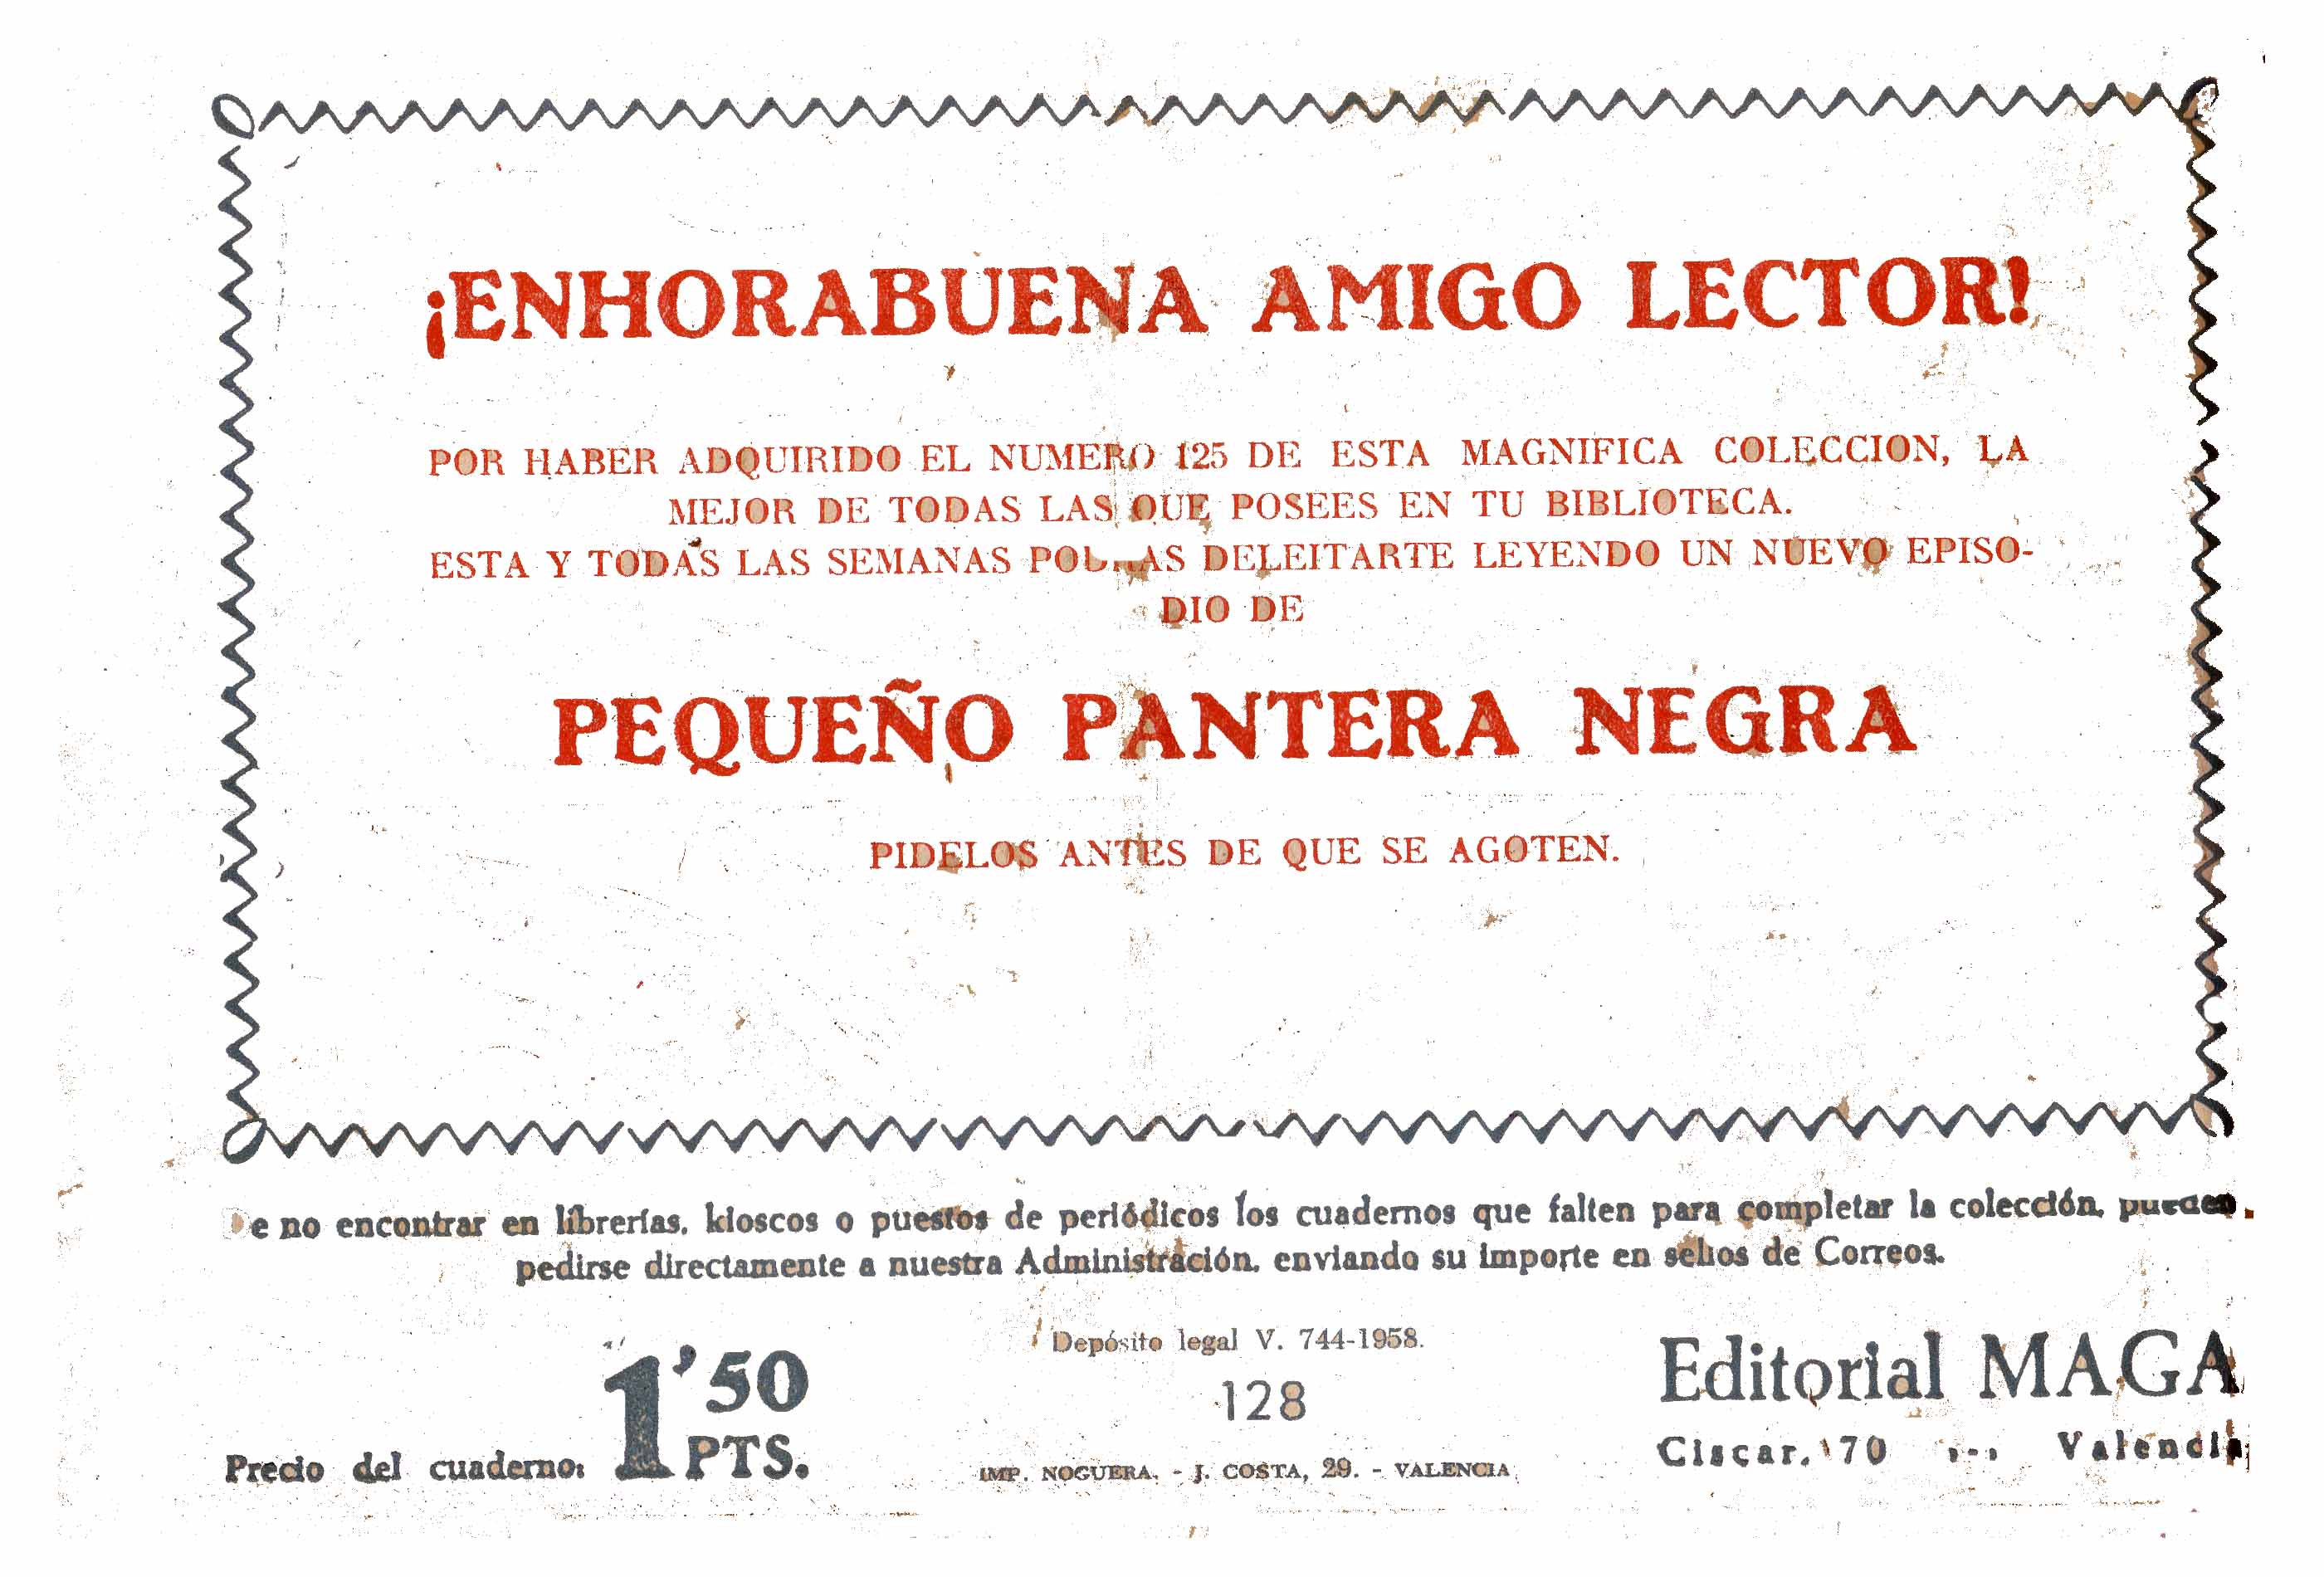 ¡ENHORABUENA AMIGO LECTOR!
POR HABER ADQUIRIDO EL NUMERO 125 DE ESTA MAGNIFICA COLECCION, LA
MEJOR DE TODAS LAS QUE POSEES EN TU BIBLIOTECA.
ESTA Y TODAS LAS SEMANAS DELEITARTE LEYENDO UN NUEVO EPISO-
DIO DE
PEQUEÑO PANTERA NEGRA
PIDELOS ANTES DE QUE SE AGOTEN.
De no encontrar en librerías, kioscos o puestos de periódicos los cuadernos que falten para completar la colección, pueden
pedirse directamente a nuestra Administración, enviando su importe en sellos de Correos.
Depósito legal V. 744-1958.
128
Precio del cuaderno: 1'50 PTS.
IMP. NOGUERA. - J. COSTA, 29. - VALENCIA
Editorial MAGA
Ciscar, 70 -.- Valencia